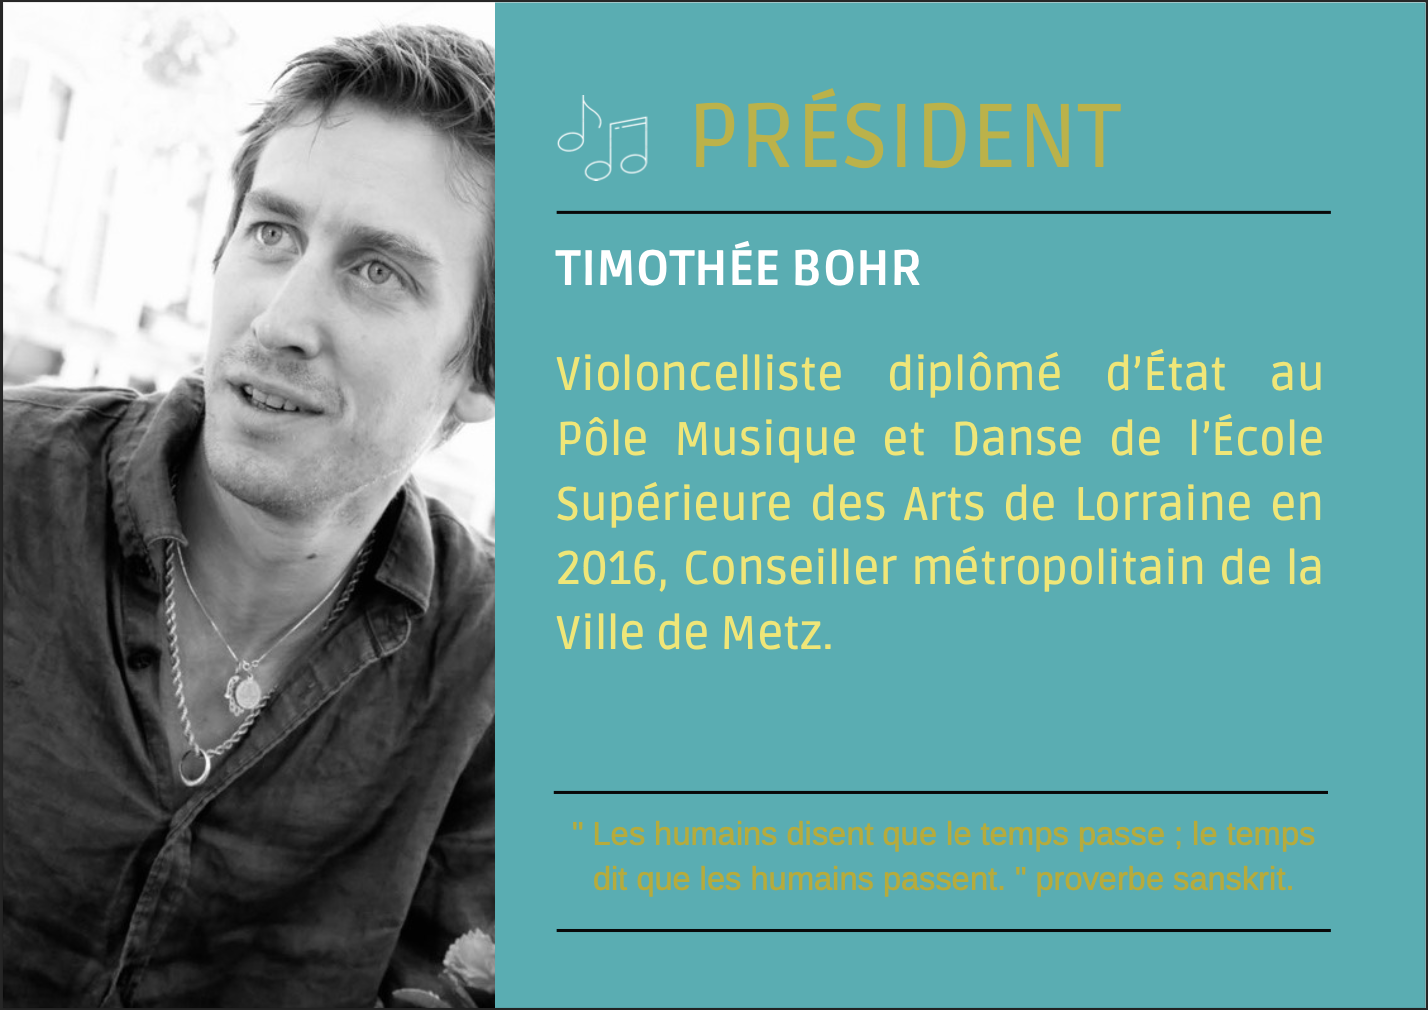 PRÉSIDENT
TIMOTHÉE BOHR
Violoncelliste diplômé d’État au
Pôle Musique et Danse de l’École
Supérieure des Arts de Lorraine en
2016, Conseiller métropolitain de la
Ville de Metz.
" Les humains disent que le temps passe ; le temps
dit que les humains passent. " proverbe sanskrit.